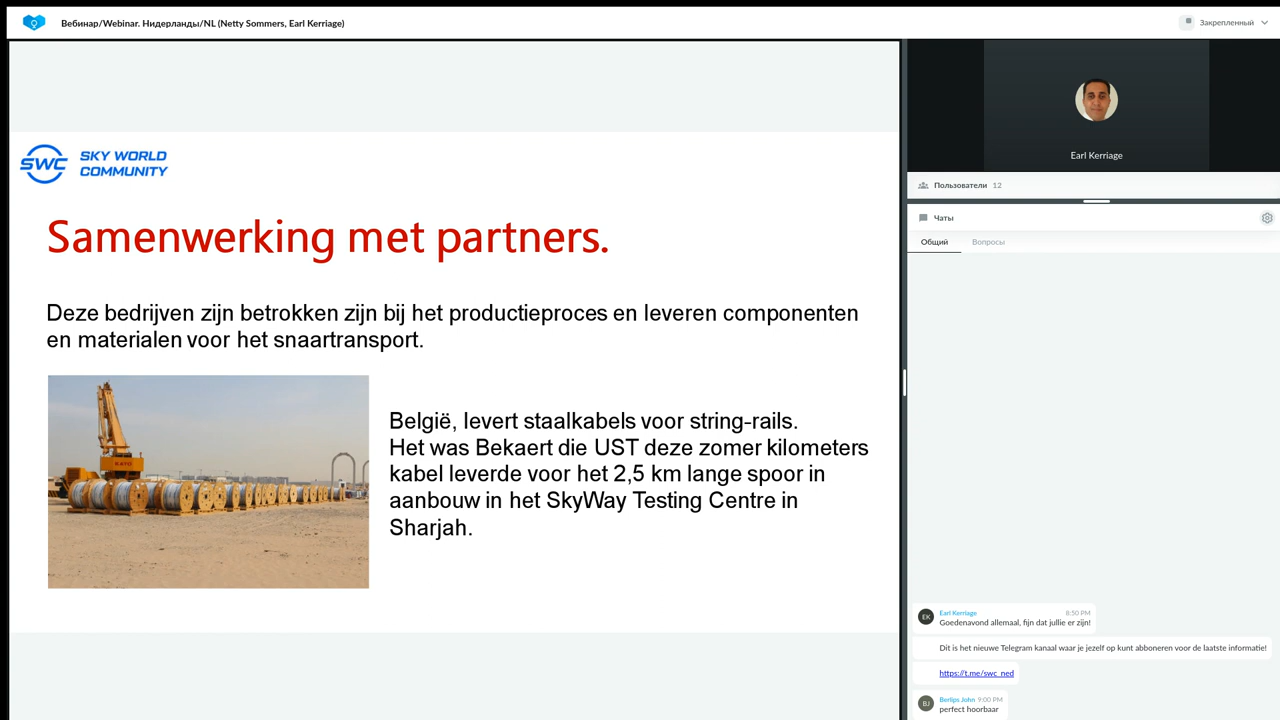 Вебинар/Webinar. Нидерланды/NL (Netty Sommers, Earl Kerriage)
Закрепленный
SWC
SKY WORLD
COMMUNITY
Samenwerking met partners.
Deze bedrijven zijn betrokken zijn bij het productieproces en leveren componenten
en materialen voor het snaartransport.
KATO
België, levert staalkabels voor string-rails.
Het was Bekaert die UST deze zomer kilometers
kabel leverde voor het 2,5 km lange spoor in
aanbouw in het SkyWay Testing Centre in
Sharjah.
Earl Kerriage
Пользователи 12
Чаты
Общий Вопросы
EK
Earl Kerriage 8:50 PM
Goedenavond allemaal, fijn dat jullie er zijn!
Dit is het nieuwe Telegram kanaal waar je jezelf op kunt abboneren voor de laatste informatie!
https://t.me/swc_ned
BJ
Berlips John 9:00 PM
perfect hoorbaar